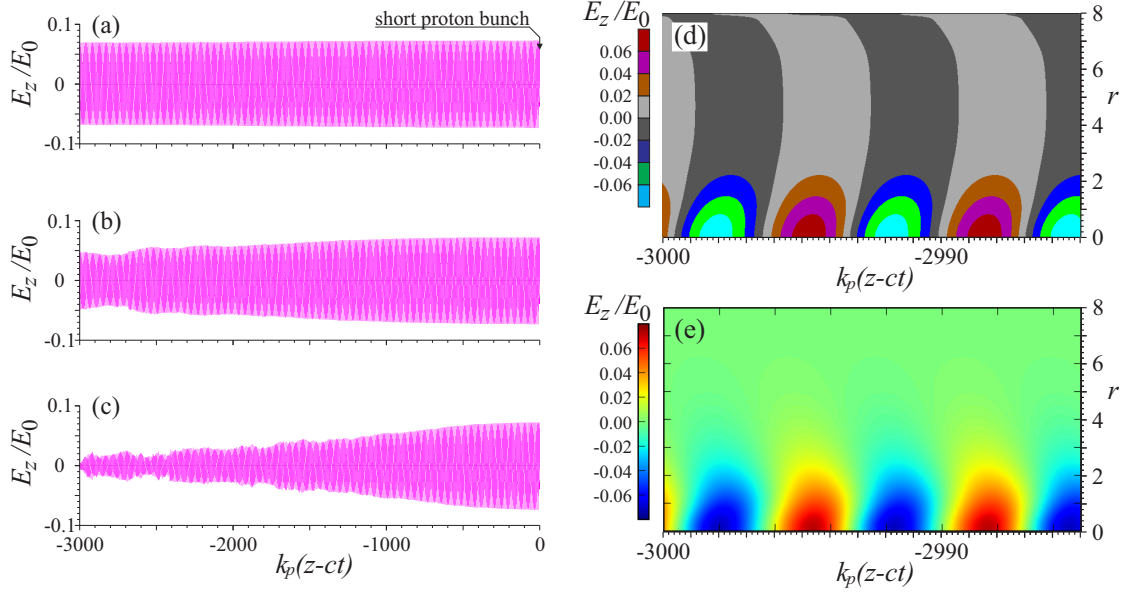 (a)
short proton bunch
0.1
0
-0.1
E_z/E_0
(b)
0.1
0
-0.1
E_z/E_0
(c)
0.1
0
-0.1
E_z/E_0
-3000
-2000
-1000
0
k_p(z-ct)
E_z/E_0
(d)
0.06
0.04
0.02
0.00
-0.02
-0.04
-0.06
8
6
4
2
0
r
-3000
-2990
k_p(z-ct)
E_z/E_0
(e)
0.06
0.04
0.02
0.00
-0.02
-0.04
-0.06
8
6
4
2
0
r
-3000
-2990
k_p(z-ct)